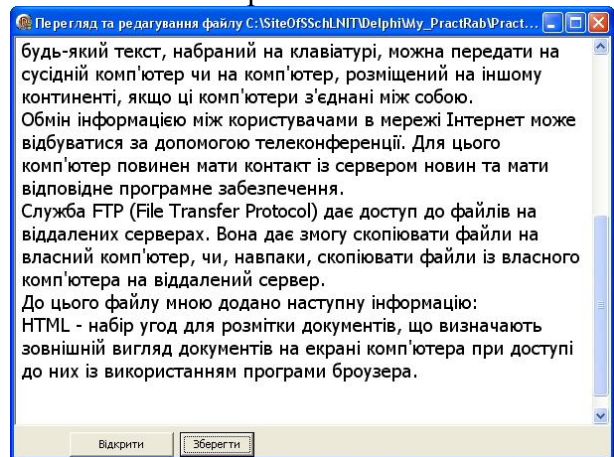 Перегляд та редагування файлу C:\SiteOfSSchLNIT\Delphi\My_PractRab\Pract...
будь-який текст, набраний на клавіатурі, можна передати на
сусідній комп'ютер чи на комп'ютер, розміщений на іншому
континенті, якщо ці комп'ютери з'єднані між собою.
Обмін інформацією між користувачами в мережі Інтернет може
відбуватися за допомогою телеконференції. Для цього
комп'ютер повинен мати контакт із сервером новин та мати
відповідне програмне забезпечення.
Служба FTP (File Transfer Protocol) дає доступ до файлів на
віддалених серверах. Вона дає змогу скопіювати файли на
власний комп'ютер, чи, навпаки, скопіювати файли із власного
комп'ютера на віддалений сервер.
До цього файлу мною додано наступну інформацію:
HTML - набір угод для розмітки документів, що визначають
зовнішній вигляд документів на екрані комп'ютера при доступі
до них із використанням програми броузера.
Відкрити Зберегти